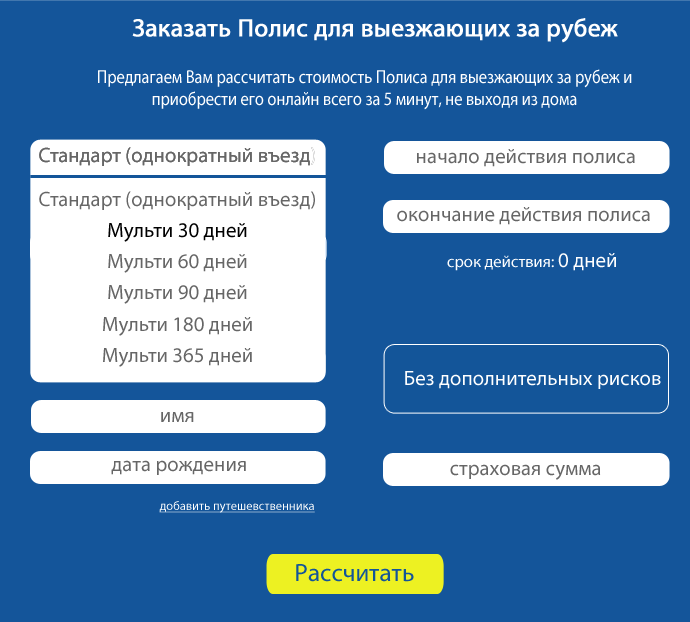 Заказать Полис для выезжающих за рубеж
Предлагаем Вам рассчитать стоимость Полиса для выезжающих за рубеж и
приобрести его онлайн всего за 5 минут, не выходя из дома
Стандарт (однократный въезд)
Стандарт (однократный въезд)
Мульти 30 дней
Мульти 60 дней
Мульти 90 дней
Мульти 180 дней
Мульти 365 дней
имя
дата рождения
добавить путешевственника
начало действия полиса
окончание действия полиса
срок действия: 0 дней
Без дополнительных рисков
страховая сумма
Рассчитать